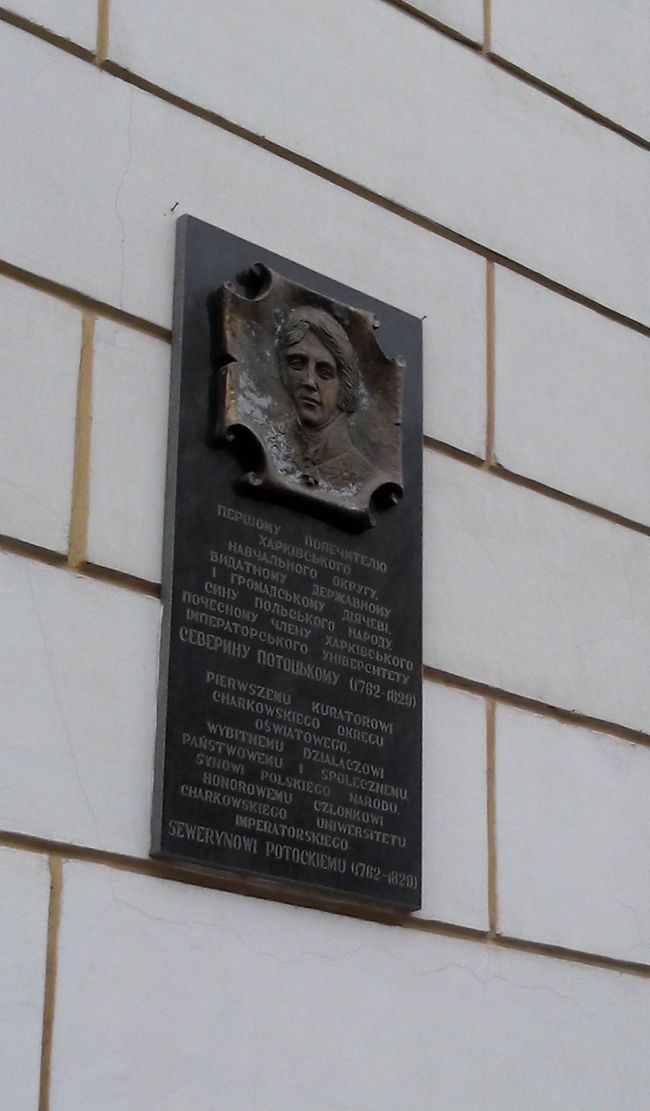 ПЕРШОМУ ПОПЕЧИТЕЛЮ
ХАРКІВСЬКОГО
НАВЧАЛЬНОГО ОКРУГУ,
ВИДАТНОМУ ДЕРЖАВНОМУ
І ГРОМАДСЬКОМУ ДІЯЧЕВІ,
СИНУ ПОЛЬСЬКОГО НАРОДУ,
ПОЧЕСНОМУ ЧЛЕНУ ХАРКІВСЬКОГО
ІМПЕРАТОРСЬКОГО УНІВЕРСИТЕТУ
СЕВЕРИНУ ПОТОЦЬКОМУ (1762-1829)
PIERWSZEMU KURATOROWI
CHARKOWSKIEGO OKRĘGU
OŚWIATOWEGO,
WYBITNEMU DZIAŁACZOWI
PAŃSTWOWEMU I SPOŁECZNEMU,
SYNOWI POLSKIEGO NARODU,
HONOROWEMU CZŁONKOWI
CHARKOWSKIEGO UNIWERSITETU
IMPERATORSKIEGO
SEWERYNOWI POTOCKIEMU (1762-1829)